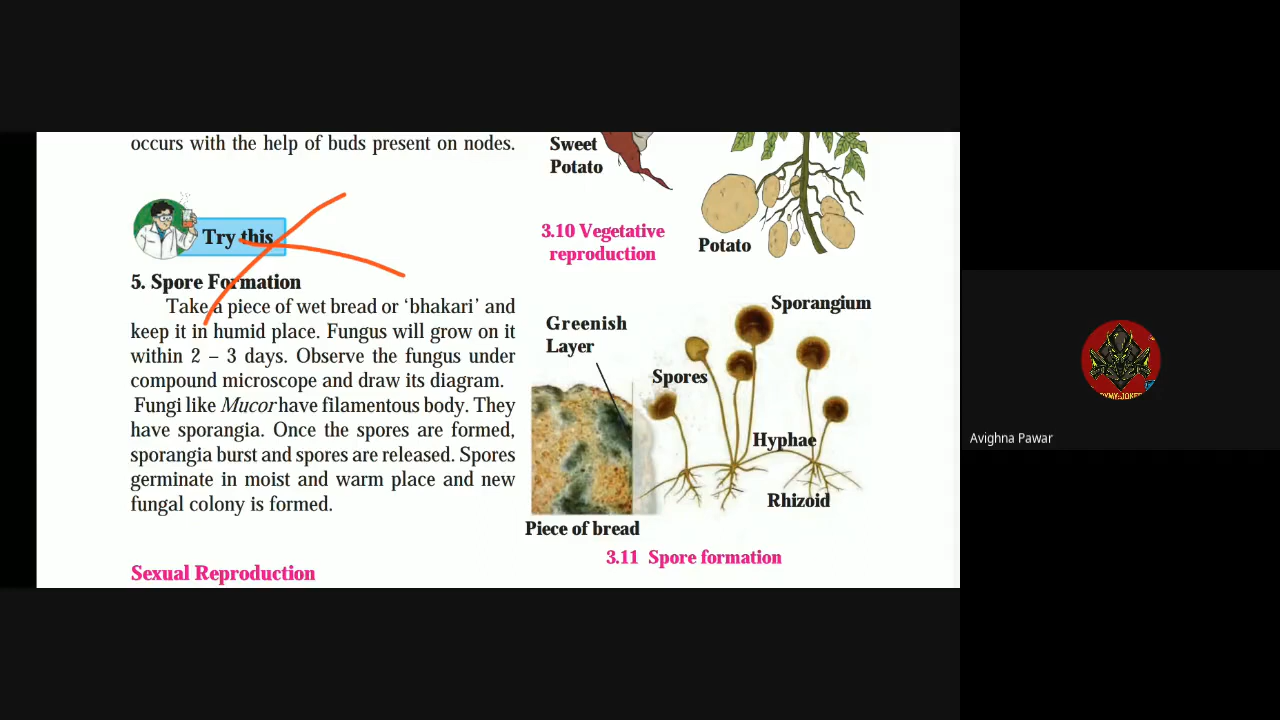 occurs with the help of buds present on nodes.
Try this
5. Spore Formation
Take a piece of wet bread or ‘bhakari’ and
keep it in humid place. Fungus will grow on it
within 2 – 3 days. Observe the fungus under
compound microscope and draw its diagram.
Fungi like Mucor have filamentous body. They
have sporangia. Once the spores are formed,
sporangia burst and spores are released. Spores
germinate in moist and warm place and new
fungal colony is formed.
Sexual Reproduction
Sweet
Potato
3.10 Vegetative
reproduction
Potato
Sporangium
Greenish
Layer
Spores
Hyphae
Rhizoid
Piece of bread
3.11 Spore formation
Avighna Pawar